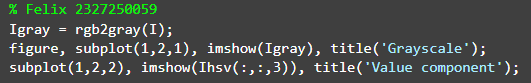 % Felix 2327250059
Igray = rgb2gray(I);
figure, subplot(1,2,1), imshow(Igray), title('Grayscale');
subplot(1,2,2), imshow(Ihsv(:,:,3)), title('Value component');